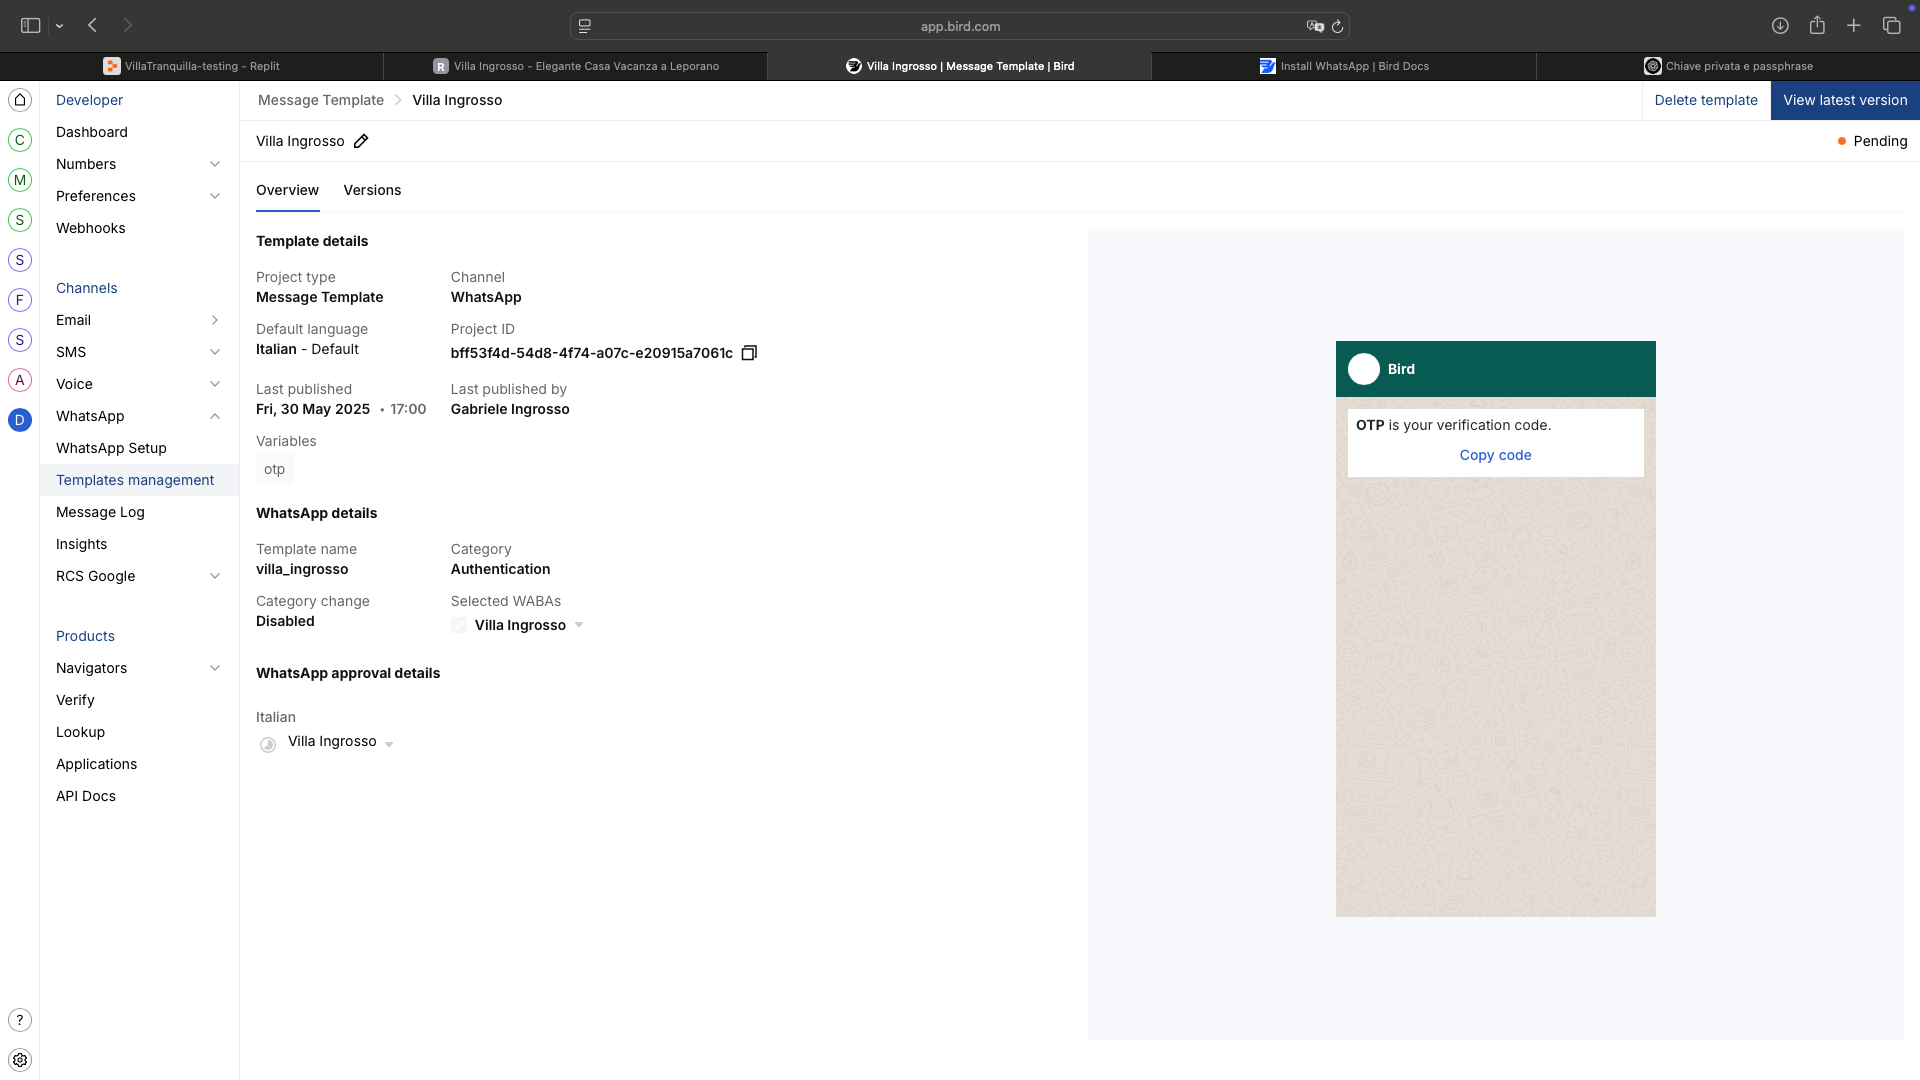 app.bird.com
VillaTranquilla-testing - Replit
R Villa Ingrosso - Elegante Casa Vacanza a Leporano
Villa Ingrosso | Message Template | Bird
Install WhatsApp | Bird Docs
Chiave privata e passphrase
C
M
S
S
F
S
A
D
?
Developer
Dashboard
Numbers
Preferences
Webhooks
Channels
Email
SMS
Voice
WhatsApp
WhatsApp Setup
Templates management
Message Log
Insights
RCS Google
Products
Navigators
Verify
Lookup
Applications
API Docs
Message Template > Villa Ingrosso
Delete template
View latest version
Villa Ingrosso
Pending
Overview
Versions
Template details
Project type
Message Template
Channel
WhatsApp
Default language
Italian - Default
Project ID
bff53f4d-54d8-4f74-a07c-e20915a7061c
Last published
Fri, 30 May 2025 • 17:00
Last published by
Gabriele Ingrosso
Variables
otp
WhatsApp details
Template name
villa_ingrosso
Category
Authentication
Category change
Disabled
Selected WABAs
Villa Ingrosso
WhatsApp approval details
Italian
Villa Ingrosso
Bird
OTP is your verification code.
Copy code